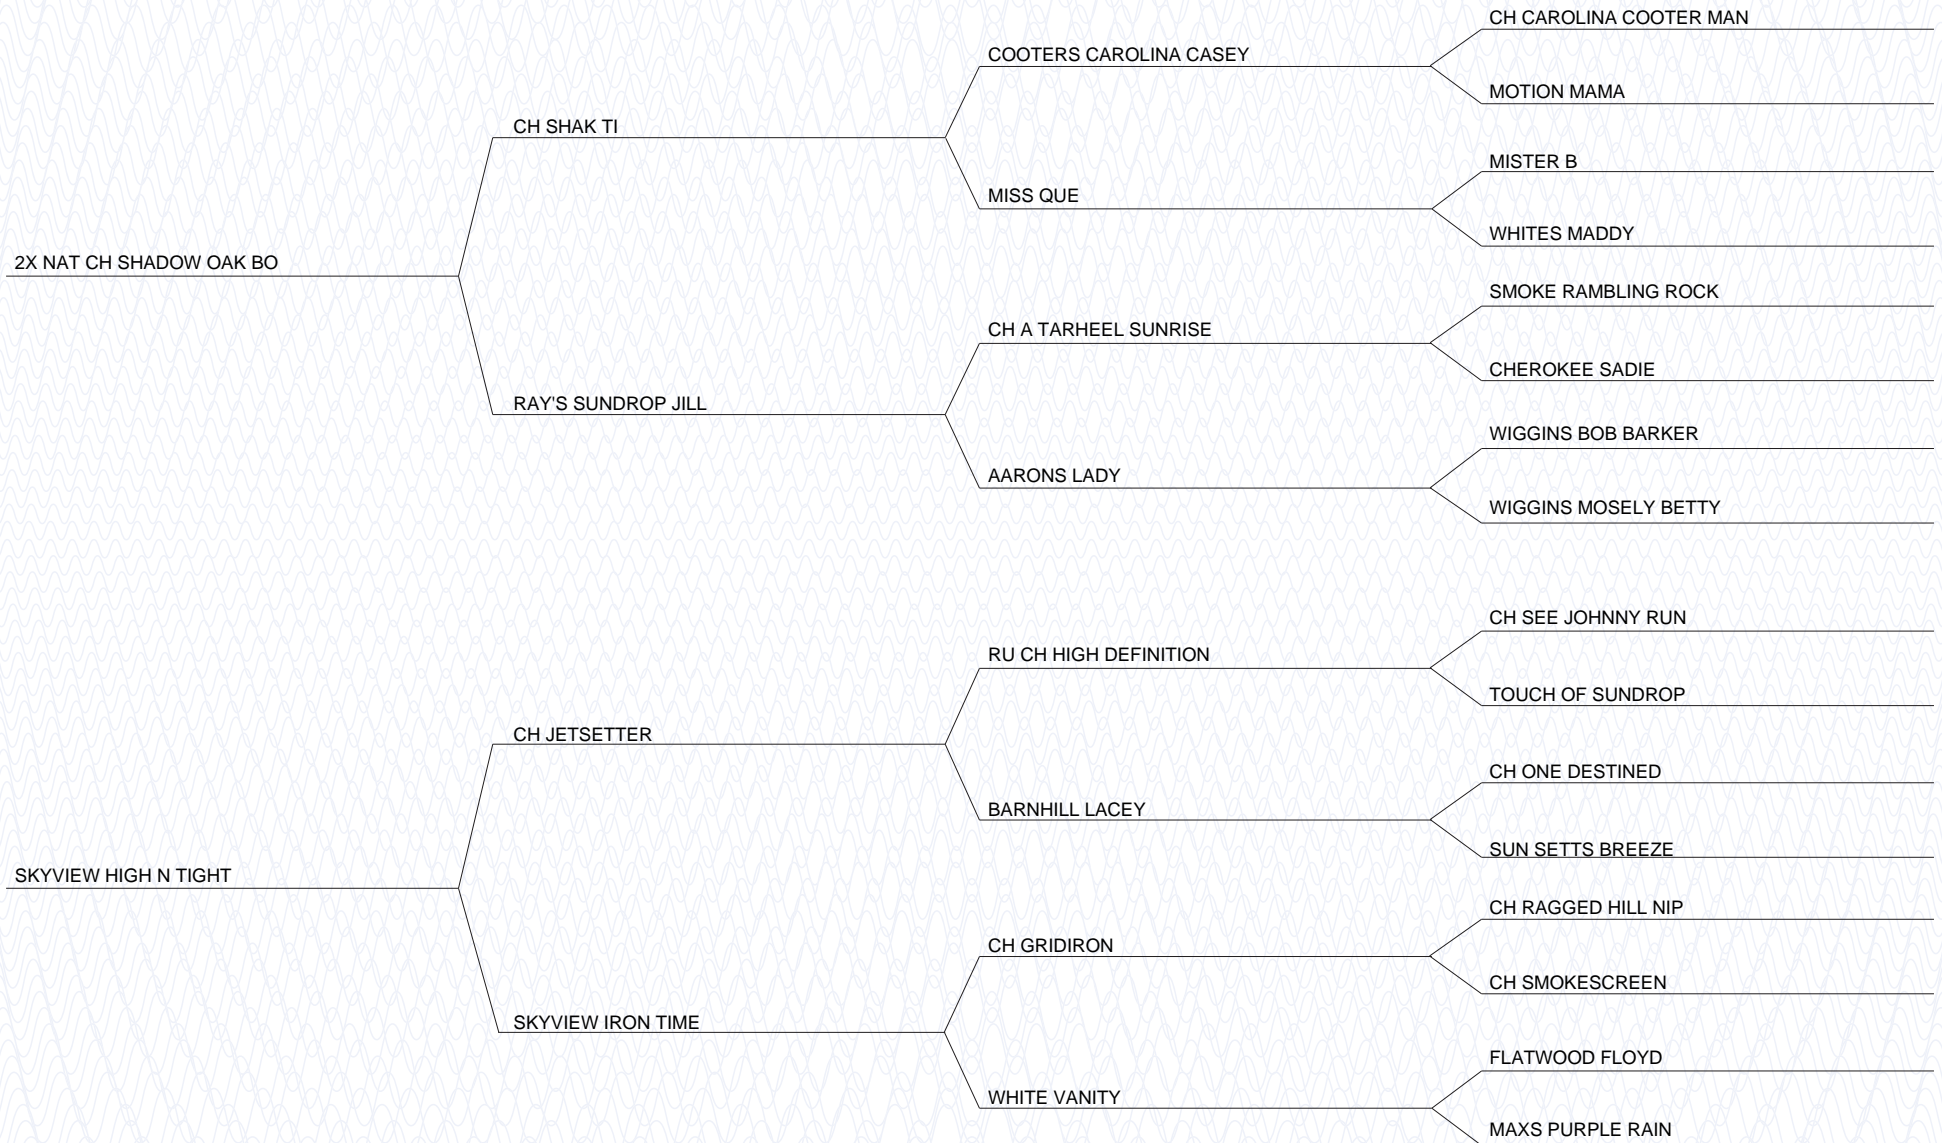 CH CAROLINA COOTER MAN
COOTERS CAROLINA CASEY
MOTION MAMA
CH SHAK TI
MISTER B
MISS QUE
WHITES MADDY
2X NAT CH SHADOW OAK BO
SMOKE RAMBLING ROCK
CH A TARHEEL SUNRISE
CHEROKEE SADIE
RAY'S SUNDROP JILL
WIGGINS BOB BARKER
AARONS LADY
WIGGINS MOSELY BETTY
CH SEE JOHNNY RUN
RU CH HIGH DEFINITION
TOUCH OF SUNDROP
CH JETSETTER
CH ONE DESTINED
BARNHILL LACEY
SUN SETTS BREEZE
SKYVIEW HIGH N TIGHT
CH RAGGED HILL NIP
CH GRIDIRON
CH SMOKESCREEN
SKYVIEW IRON TIME
FLATWOOD FLOYD
WHITE VANITY
MAXS PURPLE RAIN